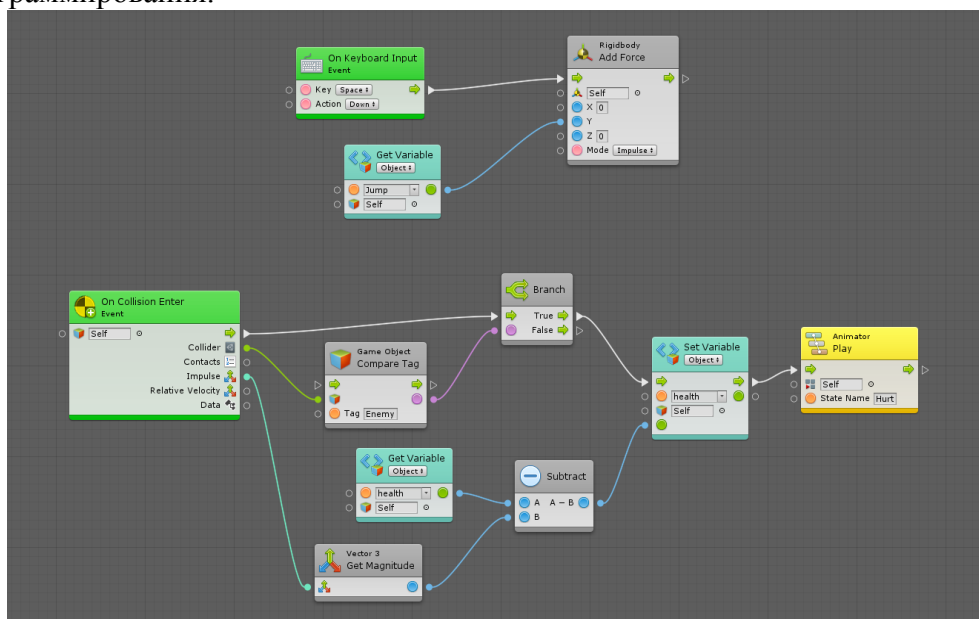 граммирования.
On Keyboard Input
Event
Key Space
Action Down
Rigidbody
Add Force
Self
X 0
Y
Z 0
Mode Impulse
Get Variable
Object
Jump
Self
On Collision Enter
Event
Self
Collider
Contacts
Impulse
Relative Velocity
Data
Game Object
Compare Tag
Tag Enemy
Branch
True
False
Get Variable
Object
health
Self
Vector 3
Get Magnitude
Subtract
A A – B
B
Set Variable
Object
health
Self
Animator
Play
Self
State Name Hurt